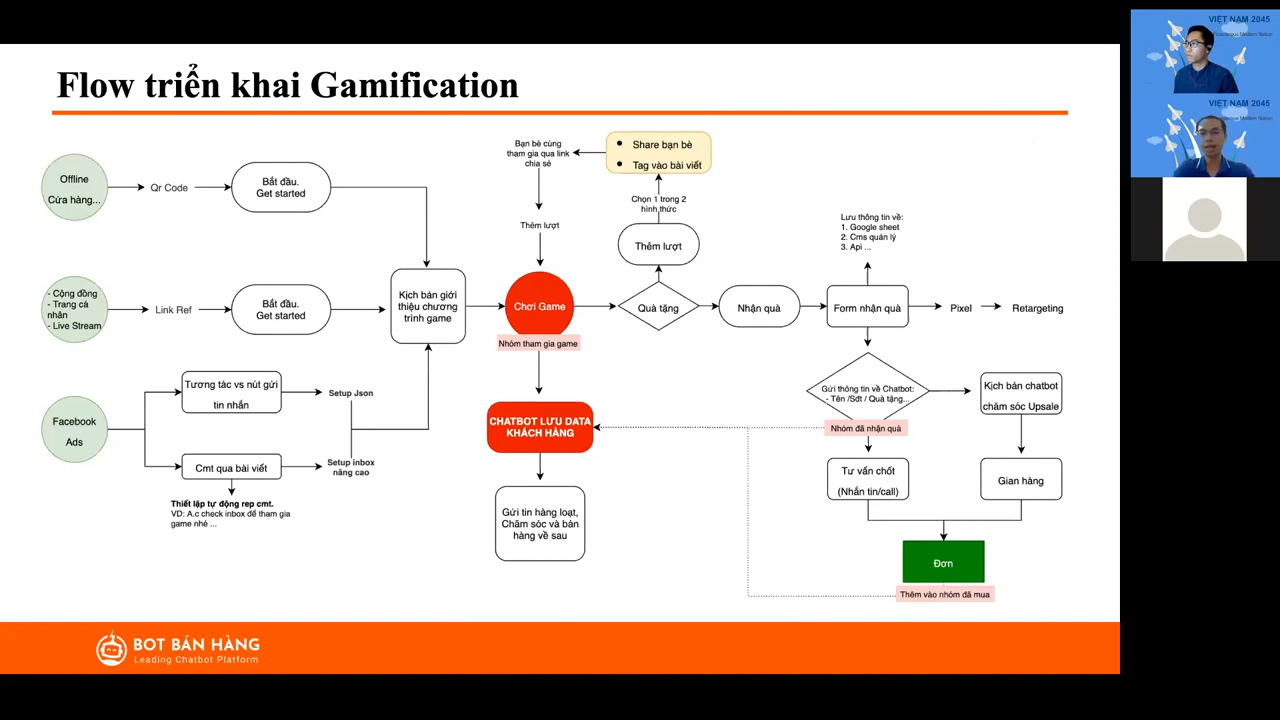 Flow triển khai Gamification
Offline
Cửa hàng...
Qr Code
Bắt đầu.
Get started
- Cộng đồng
- Trang cá
nhân
- Live Stream
Link Ref
Bắt đầu.
Get started
Facebook
Ads
Tương tác vs nút gửi
tin nhắn
Setup Json
Cmt qua bài viết
Setup inbox
nâng cao
Thiết lập tự động rep cmt.
VD: A.c check inbox để tham gia
game nhé ...
Kịch bản giới
thiệu chương
trình game
Bạn bè cùng
tham gia qua link
chia sẻ
Share bạn bè
Tag vào bài viết
Chọn 1 trong 2
hình thức
Thêm lượt
Thêm lượt
Chơi Game
Nhóm tham gia game
Quà tặng
Nhận quà
Form nhận quà
Pixel
Retargeting
Lưu thông tin về:
1. Google sheet
2. Cms quản lý
3. Api ...
CHATBOT LƯU DATA
KHÁCH HÀNG
Gửi tin hàng loạt,
Chăm sóc và bán
hàng về sau
Gửi thông tin về Chatbot:
- Tên /Sđt / Quà tặng...
Nhóm đã nhận quà
Kịch bản chatbot
chăm sóc Upsale
Tư vấn chốt
(Nhắn tin/call)
Gian hàng
Đơn
Thêm vào nhóm đã mua
BOT BÁN HÀNG
Leading Chatbot Platform
VIỆT NAM 2045
VIỆT NAM 2045